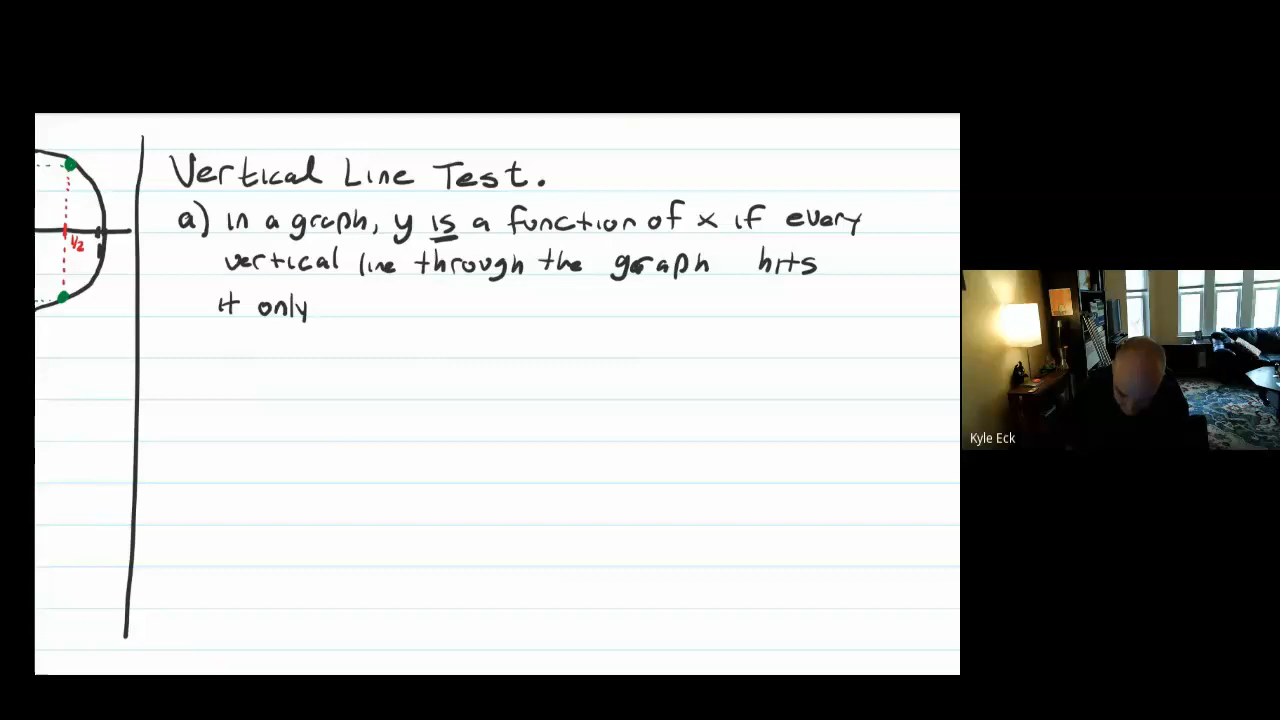 Vertical Line Test.
a) in a graph, y is a function of x if every
vertical line through the graph hits
it only
1/2
Kyle Eck